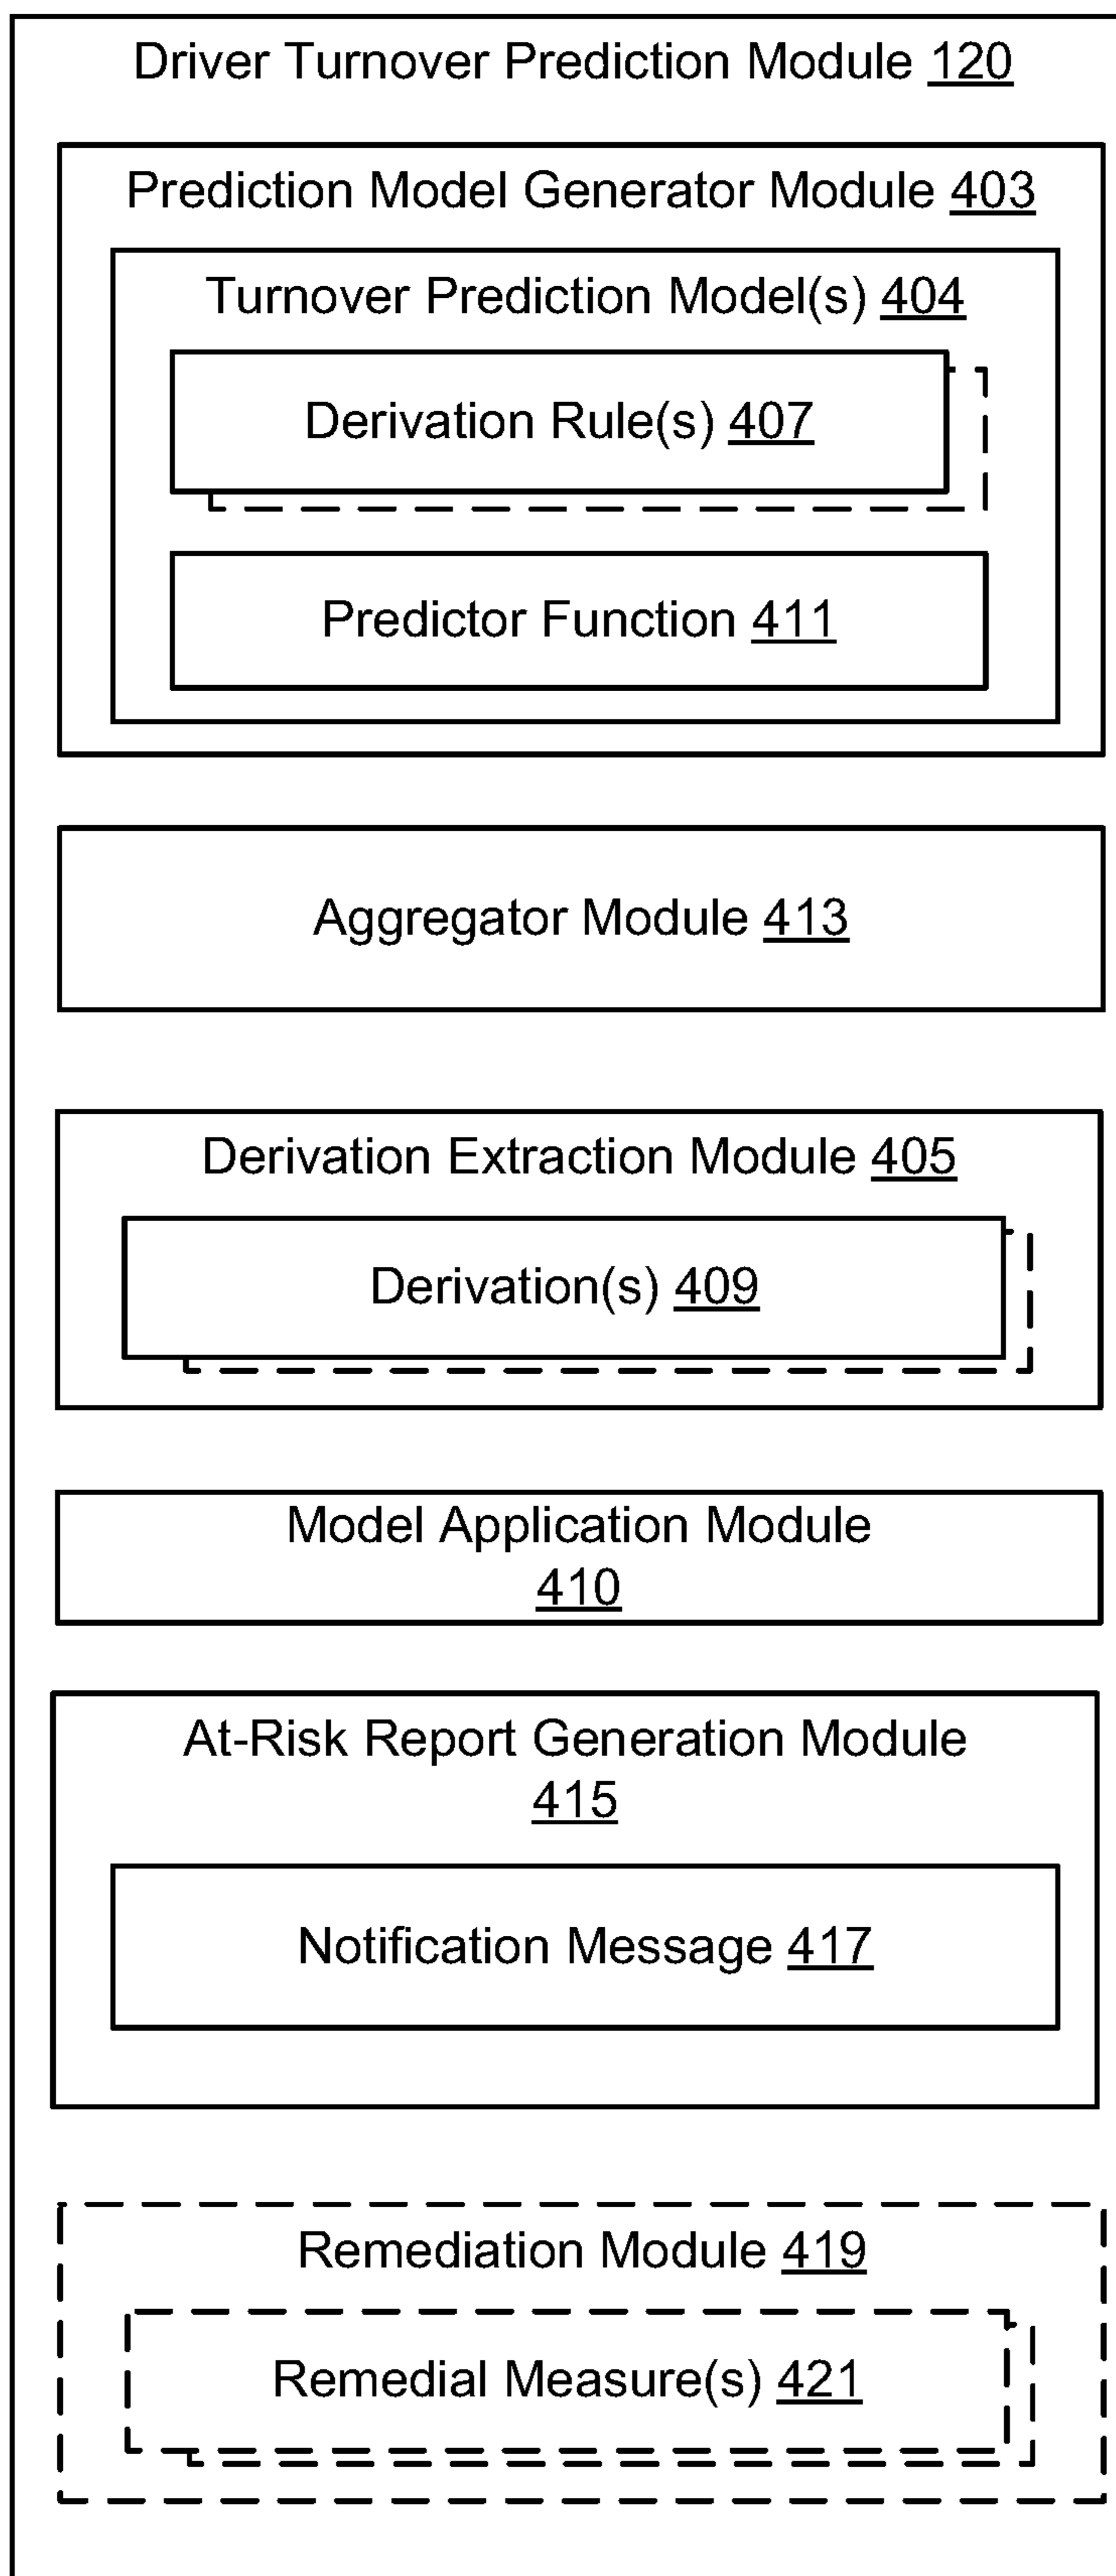 Driver Turnover Prediction Module 120
Prediction Model Generator Module 403
Turnover Prediction Model(s) 404
Derivation Rule(s) 407
Predictor Function 411
Aggregator Module 413
Derivation Extraction Module 405
Derivation(s) 409
Model Application Module
410
At-Risk Report Generation Module
415
Notification Message 417
Remediation Module 419
Remedial Measure(s) 421